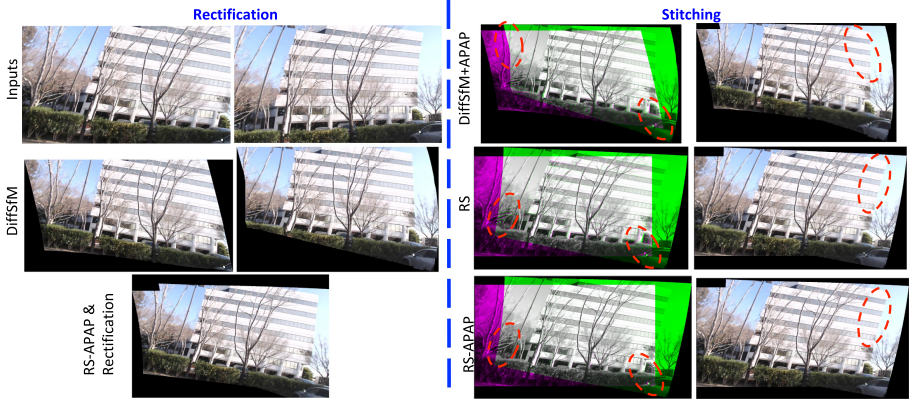 Rectification
Stitching
Inputs
DiffSfM
RS-APAP &
Rectification
DiffSfM+APAP
RS
RS-APAP